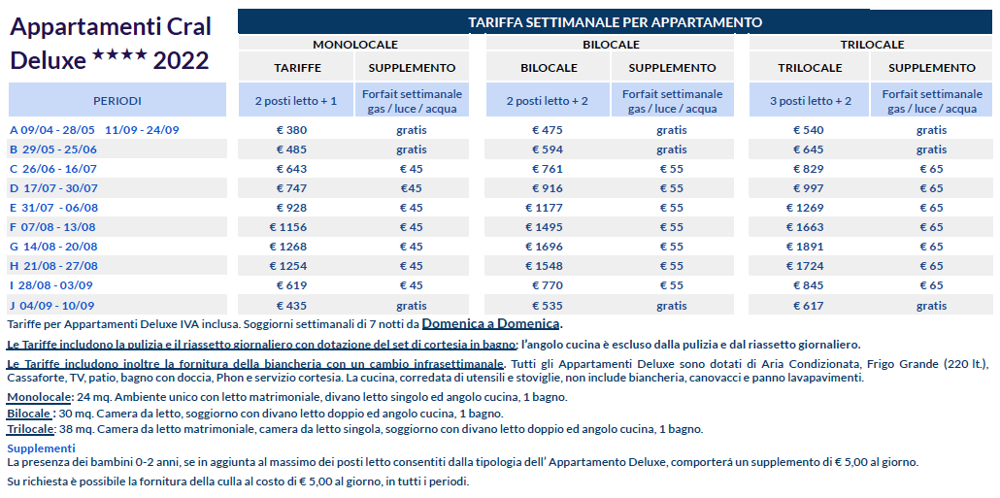 Appartamenti Cral
Deluxe ★★★★ 2022
TARIFFA SETTIMANALE PER APPARTAMENTO
MONOLOCALE BILOCALE TRILOCALE
TARIFFE SUPPLEMENTO BILOCALE SUPPLEMENTO TRILOCALE SUPPLEMENTO
PERIODI 2 posti letto + 1 Forfait settimanale gas / luce / acqua 2 posti letto + 2 Forfait settimanale gas / luce / acqua 3 posti letto + 2 Forfait settimanale gas / luce / acqua
A 09/04 - 28/05 11/09 - 24/09 € 380 gratis € 475 gratis € 540 gratis
B 29/05 - 25/06 € 485 gratis € 594 gratis € 645 gratis
C 26/06 - 16/07 € 643 € 45 € 761 € 55 € 829 € 65
D 17/07 - 30/07 € 747 €45 € 916 € 55 € 997 € 65
E 31/07 - 06/08 € 928 € 45 € 1177 € 55 € 1269 € 65
F 07/08 - 13/08 € 1156 € 45 € 1495 € 55 € 1663 € 65
G 14/08 - 20/08 € 1268 € 45 € 1696 € 55 € 1891 € 65
H 21/08 - 27/08 € 1254 € 45 € 1548 € 55 € 1724 € 65
I 28/08 - 03/09 € 619 € 45 € 770 € 55 € 845 € 65
J 04/09 - 10/09 € 435 gratis € 535 gratis € 617 gratis
Tariffe per Appartamenti Deluxe IVA inclusa. Soggiorni settimanali di 7 notti da Domenica a Domenica.
Le Tariffe includono la pulizia e il riassetto giornaliero con dotazione del set di cortesia in bagno; l'angolo cucina è escluso dalla pulizia e dal riassetto giornaliero.
Le Tariffe includono inoltre la fornitura della biancheria con un cambio infrasettimanale. Tutti gli Appartamenti Deluxe sono dotati di Aria Condizionata, Frigo Grande (220 lt.),
Cassaforte, TV, patio, bagno con doccia, Phon e servizio cortesia. La cucina, corredata di utensili e stoviglie, non include biancheria, canovacci e panno lavapavimenti.
Monolocale: 24 mq. Ambiente unico con letto matrimoniale, divano letto singolo ed angolo cucina, 1 bagno.
Bilocale : 30 mq. Camera da letto, soggiorno con divano letto doppio ed angolo cucina, 1 bagno.
Trilocale: 38 mq. Camera da letto matrimoniale, camera da letto singola, soggiorno con divano letto doppio ed angolo cucina, 1 bagno.
Supplementi
La presenza dei bambini 0-2 anni, se in aggiunta al massimo dei posti letto consentiti dalla tipologia dell' Appartamento Deluxe, comporterá un supplemento di € 5,00 al giorno.
Su richiesta è possibile la fornitura della culla al costo di € 5,00 al giorno, in tutti i periodi.